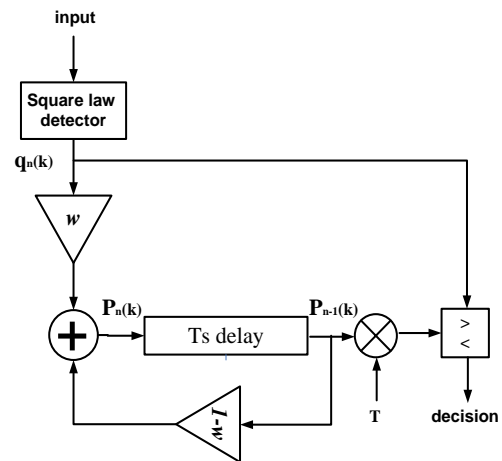 input
Square law
detector
qn(k)
w
Pn(k)
Ts delay
Pn-1(k)
>
<
1-w
T
decision